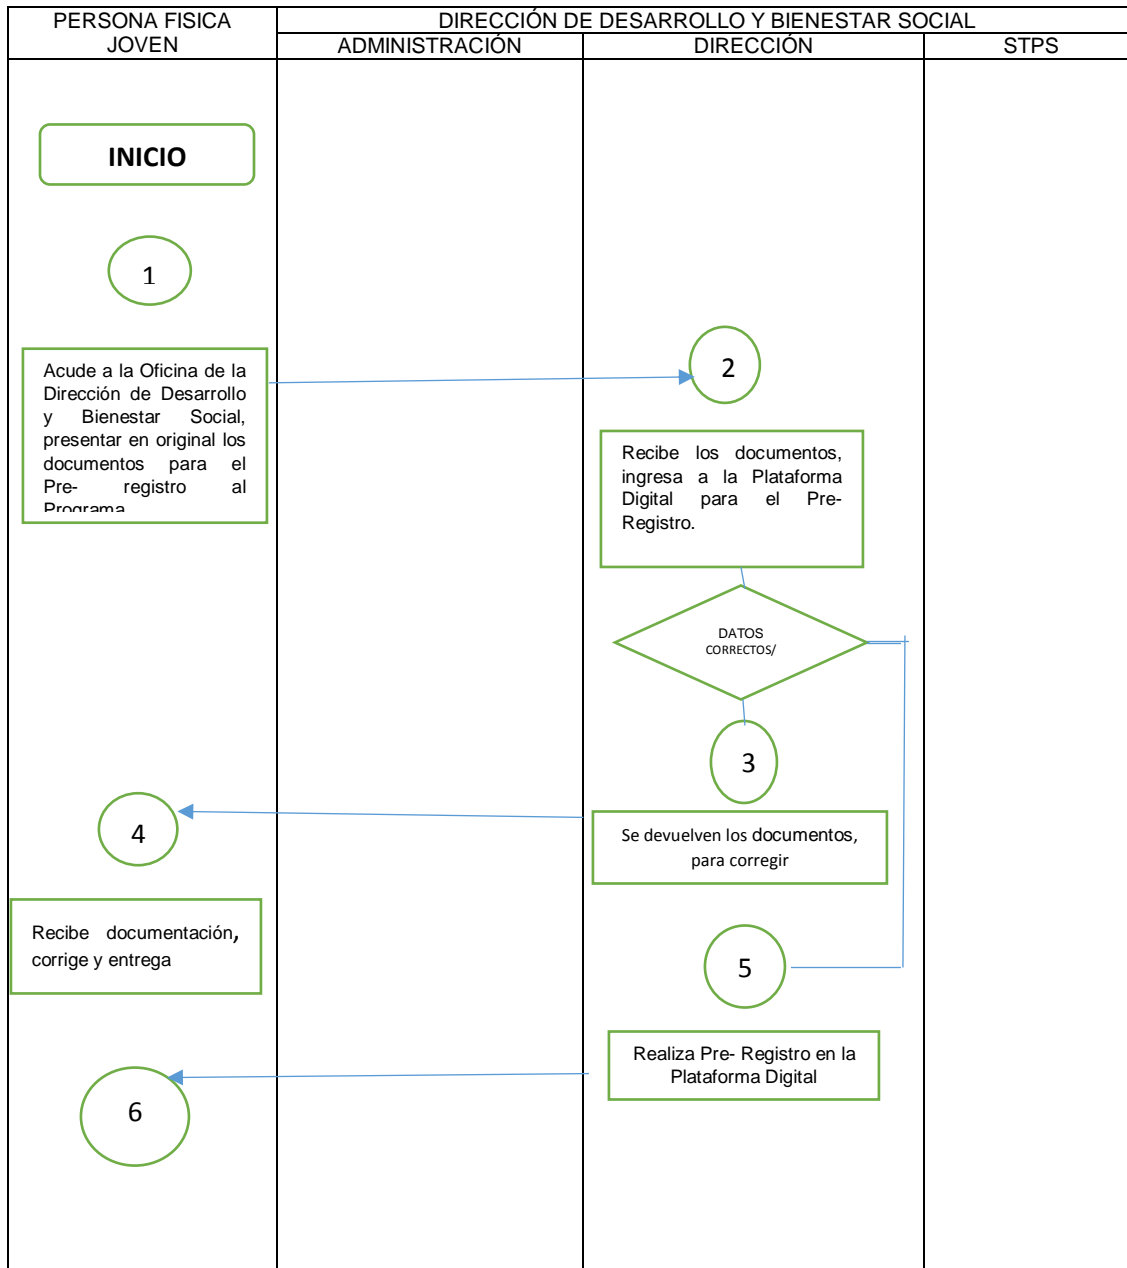 PERSONA FISICA
JOVEN
DIRECCIÓN DE DESARROLLO Y BIENESTAR SOCIAL
ADMINISTRACIÓN
DIRECCIÓN
STPS
INICIO
1
Acude a la Oficina de la
Dirección de Desarrollo
y Bienestar Social,
presentar en original los
documentos para el
Pre- registro al
Programa
2
Recibe los documentos,
ingresa a la Plataforma
Digital para el Pre-
Registro.
DATOS
CORRECTOS/
3
Se devuelven los documentos,
para corregir
4
Recibe documentación,
corrige y entrega
5
Realiza Pre- Registro en la
Plataforma Digital
6